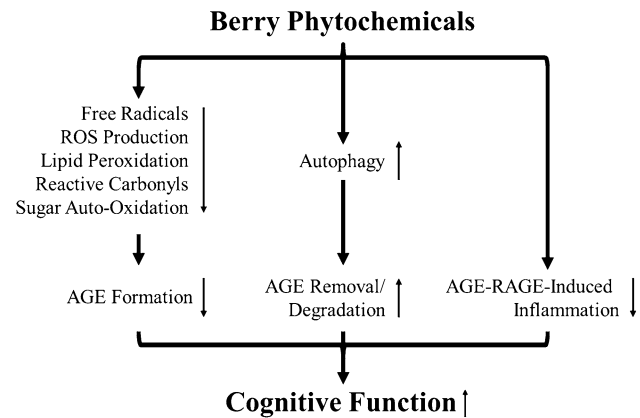 Berry Phytochemicals
Free Radicals
ROS Production
Lipid Peroxidation
Reactive Carbonyls
Sugar Auto-Oxidation
Autophagy
AGE Formation
AGE Removal/
Degradation
AGE-RAGE-Induced
Inflammation
Cognitive Function